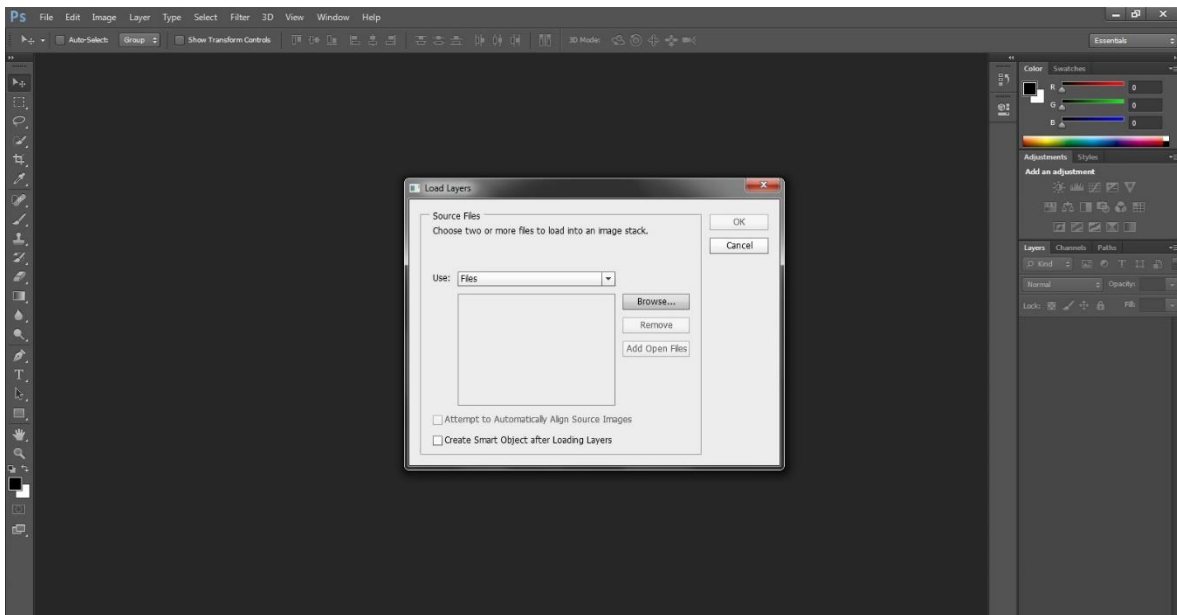 Ps File Edit Image Layer Type Select Filter 3D View Window Help
Auto-Select: Group Show Transform Controls 3D Mode: Essentials
Color Swatches
R 0
G 0
B 0
Adjustments Styles
Add an adjustment
Layers Channels Paths
Kind
Normal Opacity:
Lock: Fill:
Load Layers
Source Files
Choose two or more files to load into an image stack.
OK
Cancel
Use: Files
Browse...
Remove
Add Open Files
Attempt to Automatically Align Source Images
Create Smart Object after Loading Layers